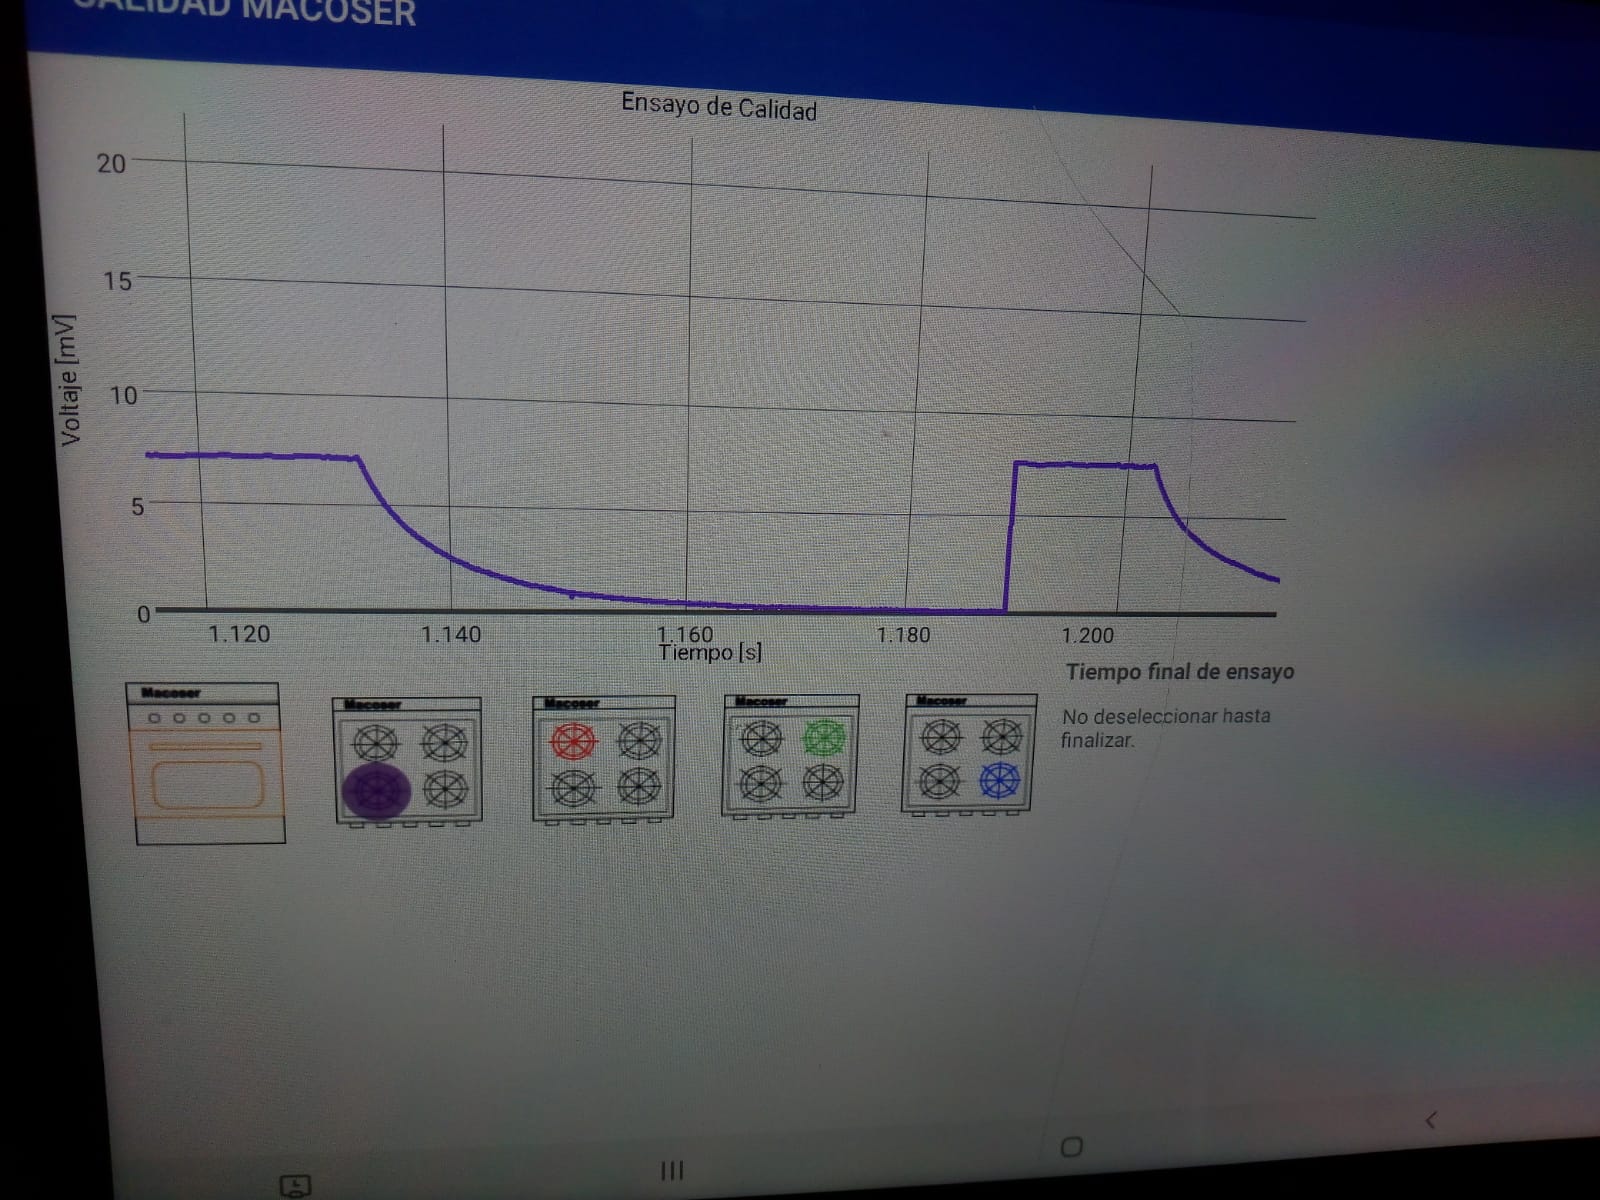 CALIDAD MACOSER
Ensayo de Calidad
20
15
10
5
0
Voltaje [mV]
1.120
1.140
1.160
1.180
1.200
Tiempo [s]
Tiempo final de ensayo
No deseleccionar hasta
finalizar.
Macoser
Macoser
Macoser
Macoser
Macoser